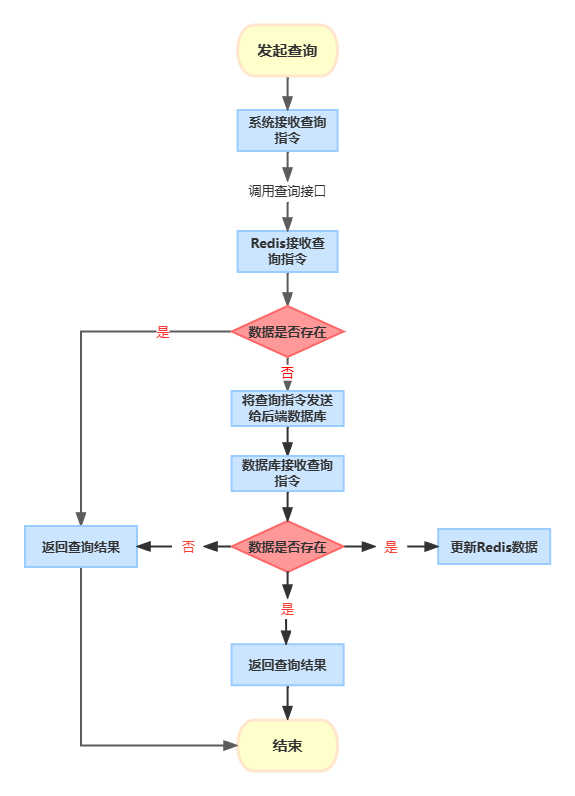 发起查询
系统接收查询
指令
调用查询接口
Redis接收查
询指令
数据是否存在
是
否
将查询指令发送
给后端数据库
数据库接收查询
指令
返回查询结果
否
数据是否存在
是
更新Redis数据
是
返回查询结果
结束